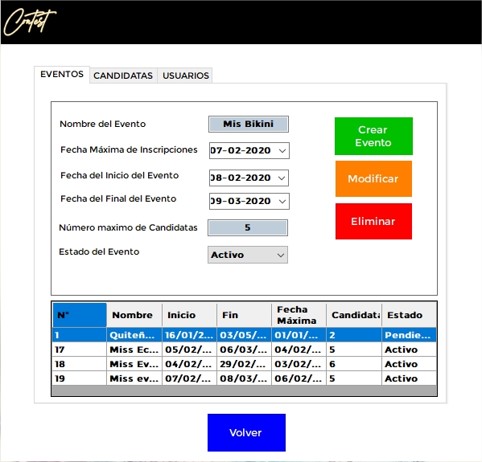 Contest
EVENTOS CANDIDATAS USUARIOS
Nombre del Evento Mis Bikini
Fecha Máxima de Inscripciones 07-02-2020
Fecha del Inicio del Evento 08-02-2020
Fecha del Final del Evento 09-03-2020
Número maximo de Candidatas 5
Estado del Evento Activo
Crear
Evento
Modificar
Eliminar
N° Nombre Inicio Fin Fecha Máxima Candidata Estado
1 Quiteñ... 16/01/2... 03/05/... 01/01/... 2 Pendie...
17 Miss Ec... 05/02/... 06/03/... 04/02/... 5 Activo
18 Miss Ev... 04/02/... 29/02/... 03/02/... 6 Activo
19 Miss ev... 07/02/... 08/03/... 06/02/... 5 Activo
Volver